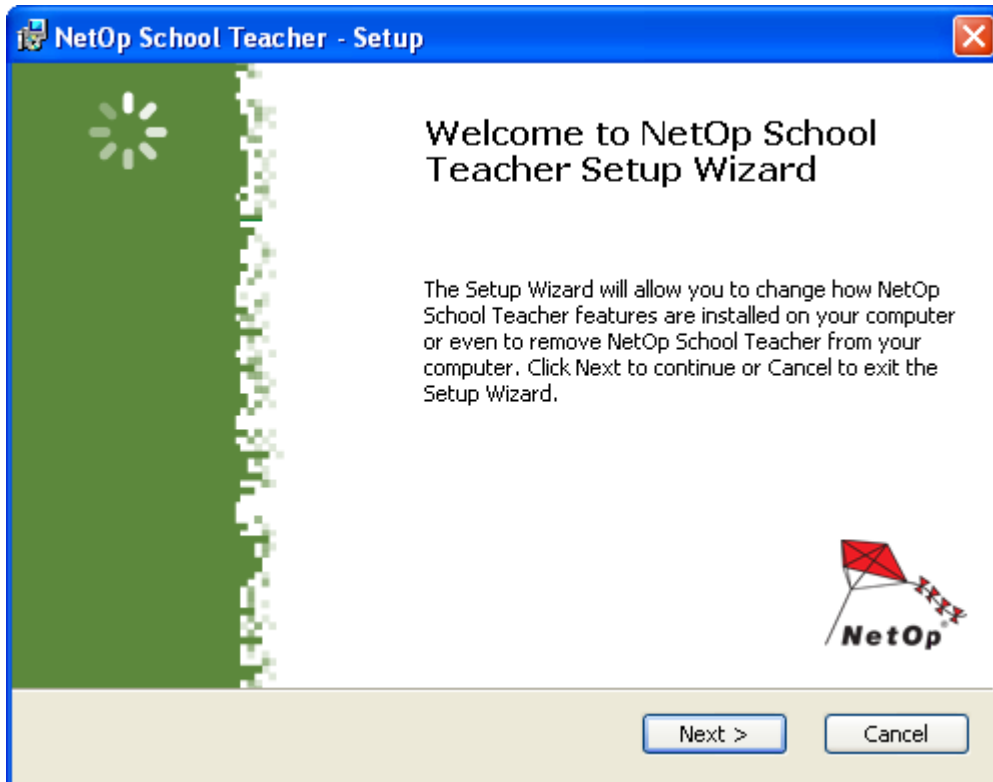 NetOp School Teacher - Setup
Welcome to NetOp School
Teacher Setup Wizard
The Setup Wizard will allow you to change how NetOp
School Teacher features are installed on your computer
or even to remove NetOp School Teacher from your
computer. Click Next to continue or Cancel to exit the
Setup Wizard.
NetOp®
Next >
Cancel